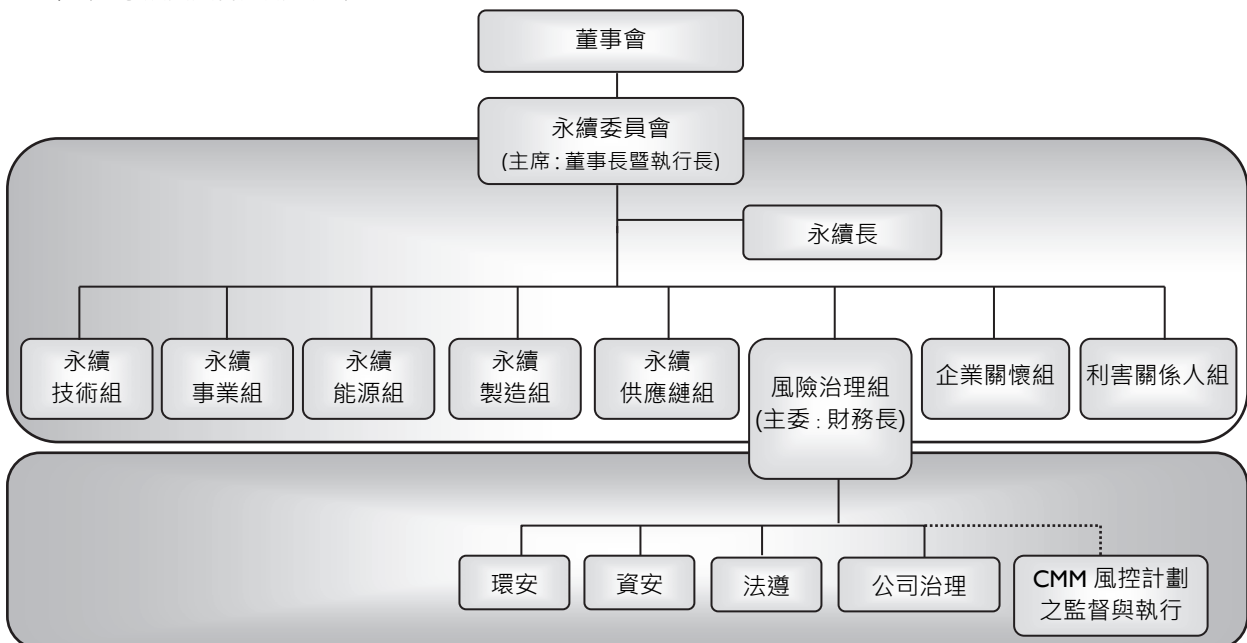 董事會
永續委員會
(主席:董事長暨執行長)
永續長
永續
技術組
永續
事業組
永續
能源組
永續
製造組
永續
供應鏈組
風險治理組
(主委:財務長)
企業關懷組
利害關係人組
環安
資安
法遵
公司治理
CMM 風控計劃
之監督與執行